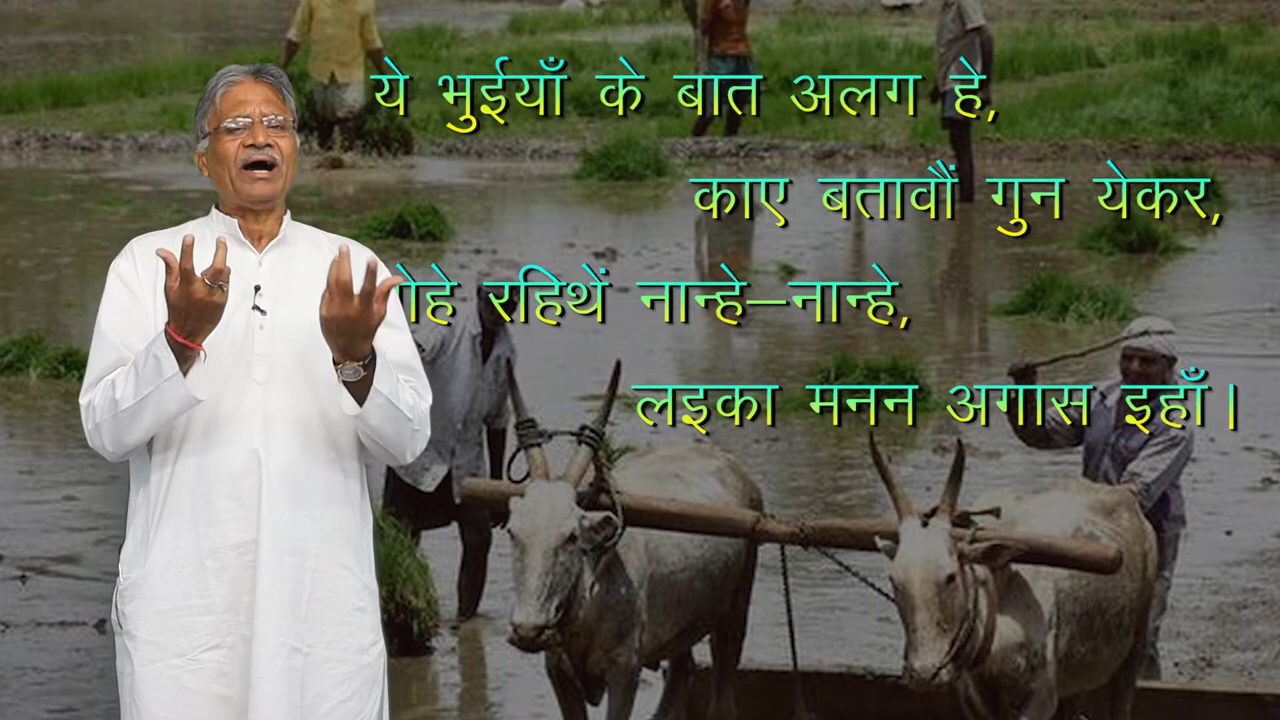 ये भुईयाँ के बात अलग हे,
काए बतावौं गुन येकर,
रहिथें नान्हे–नान्हे,
लइका मनन अगास इहाँ।